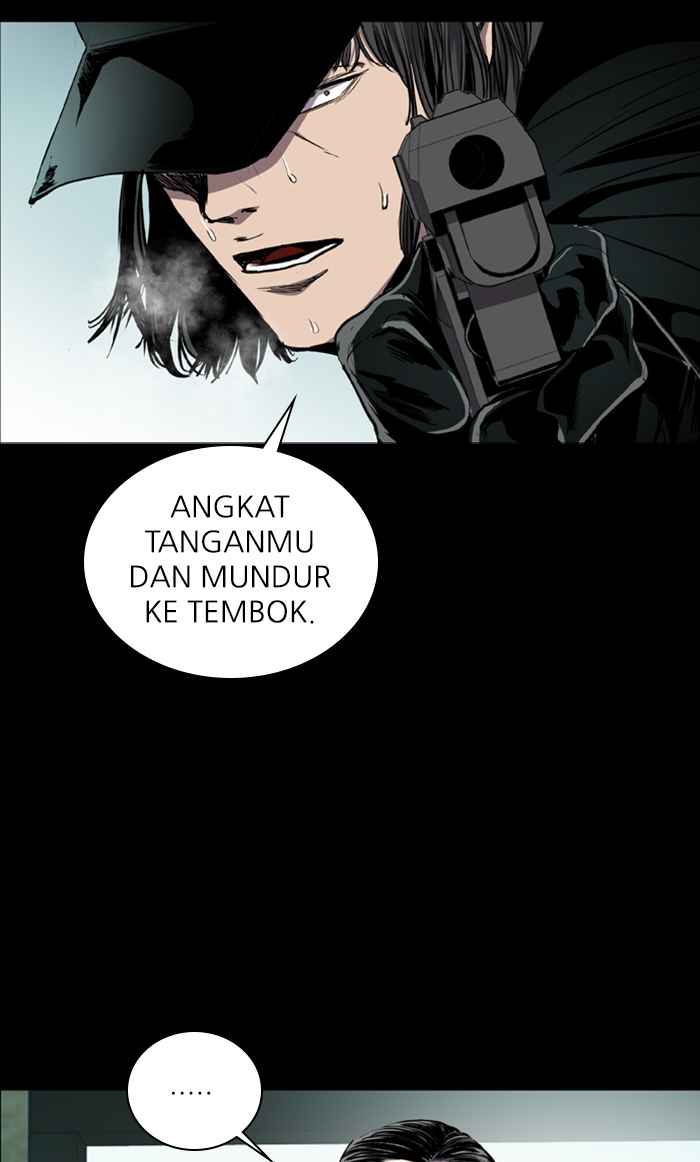 ANGKAT
TANGANMU
DAN MUNDUR
KE TEMBOK.
.....